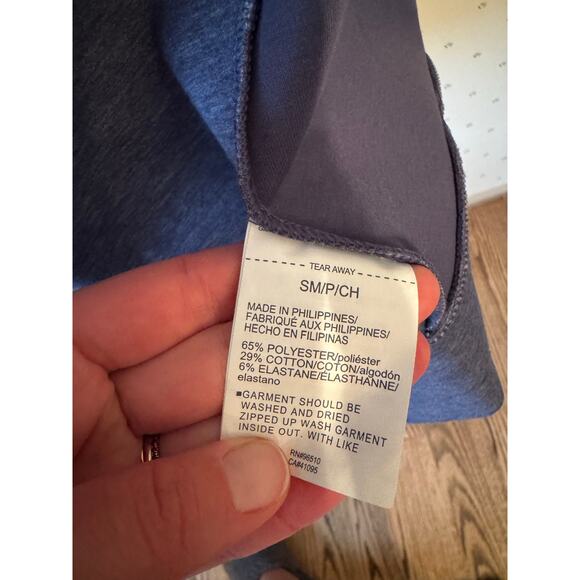 TEAR AWAY
SM/P/CH
MADE IN PHILIPPINES/
FABRIQUÉ AUX PHILIPPINES/
HECHO EN FILIPINAS
65% POLYESTER/poliéster
29% COTTON/COTON/algodón
6% ELASTANE/ÉLASTHANNE/
elastano
▪GARMENT SHOULD BE
WASHED AND DRIED
ZIPPED UP WASH GARMENT
INSIDE OUT. WITH LIKE
RN#96510
CA#41095